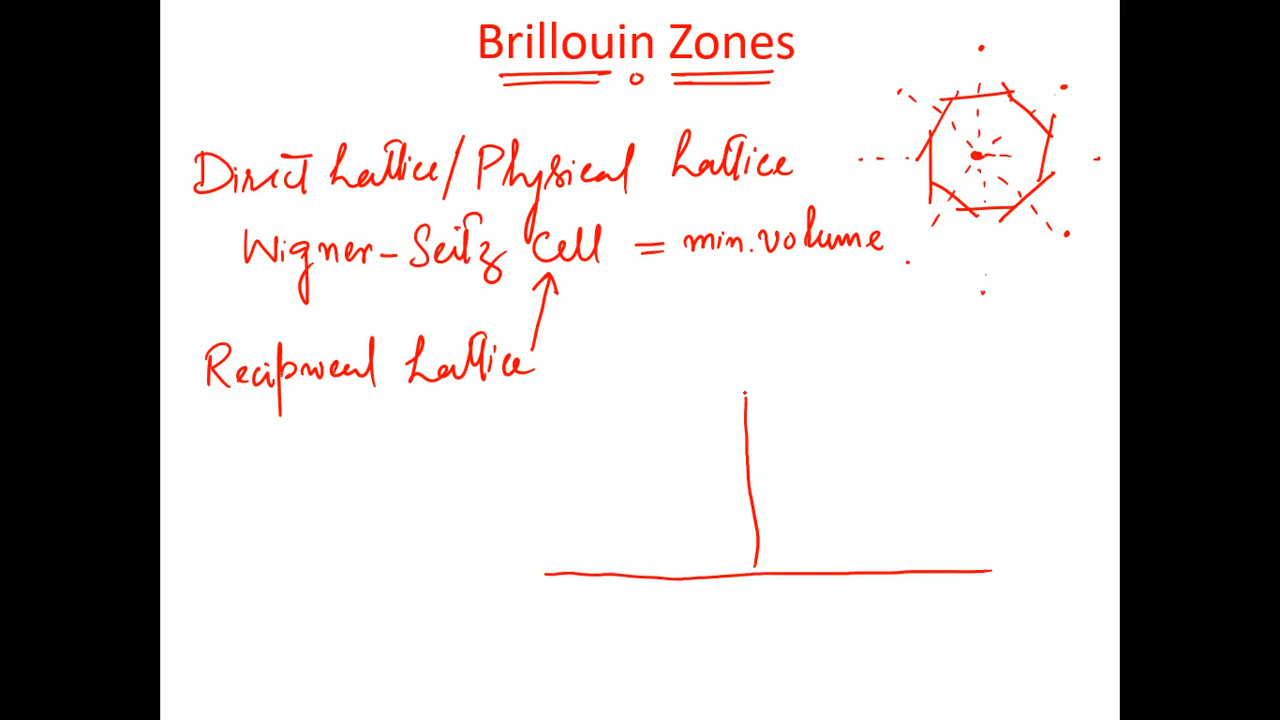 Brillouin Zones
Direct Lattice/Physical Lattice
Wigner-Seitz Cell = min. volume
Reciprocal Lattice